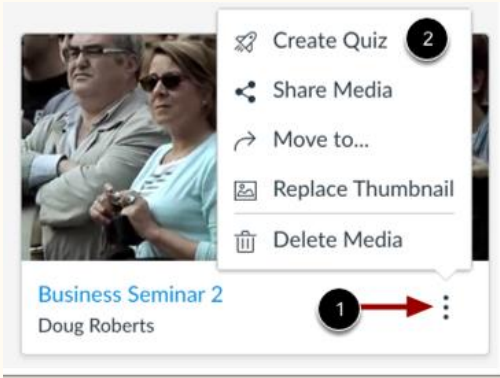 Create Quiz 2
Share Media
Move to...
Replace Thumbnail
Delete Media
Business Seminar 2
Doug Roberts
1